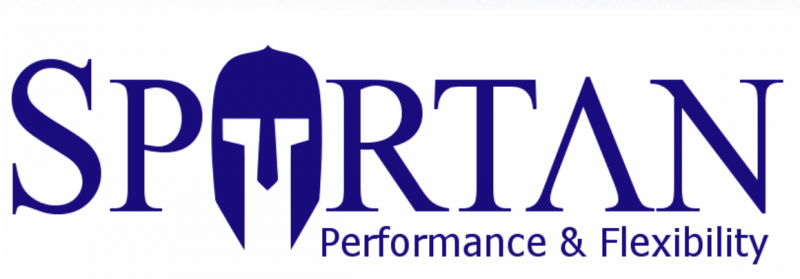 SPARTAN
Performance & Flexibility